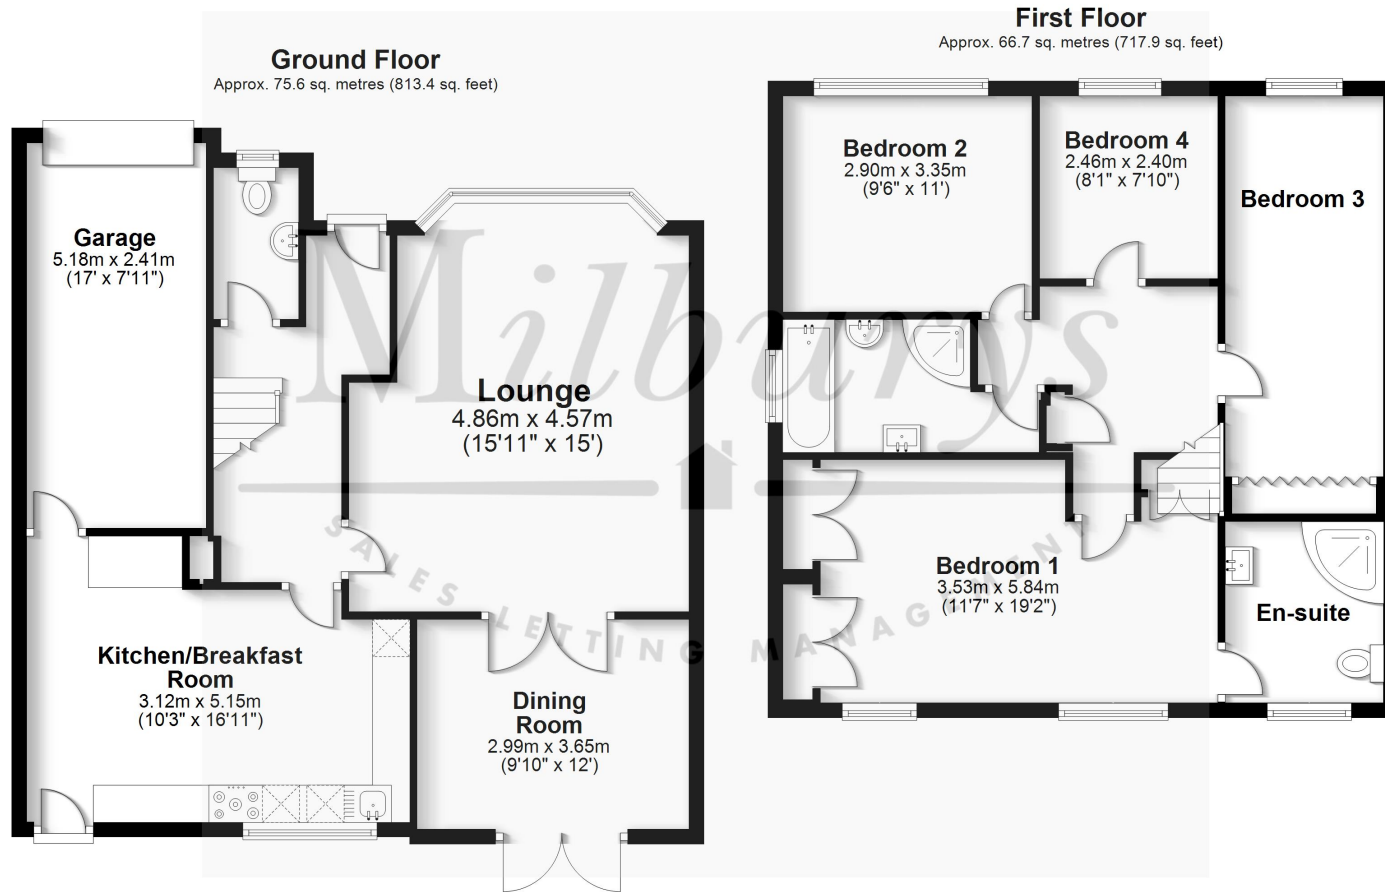 Ground Floor
Approx. 75.6 sq. metres (813.4 sq. feet)
First Floor
Approx. 66.7 sq. metres (717.9 sq. feet)
Garage
5.18m x 2.41m
(17' x 7'11")
Lounge
4.86m x 4.57m
(15'11" x 15')
Kitchen/Breakfast
Room
3.12m x 5.15m
(10'3" x 16'11")
Dining
Room
2.99m x 3.65m
(9'10" x 12')
Bedroom 2
2.90m x 3.35m
(9'6" x 11')
Bedroom 4
2.46m x 2.40m
(8'1" x 7'10")
Bedroom 3
Bedroom 1
3.53m x 5.84m
(11'7" x 19'2")
En-suite
Milburys
SALES LETTING MANAGEMENT